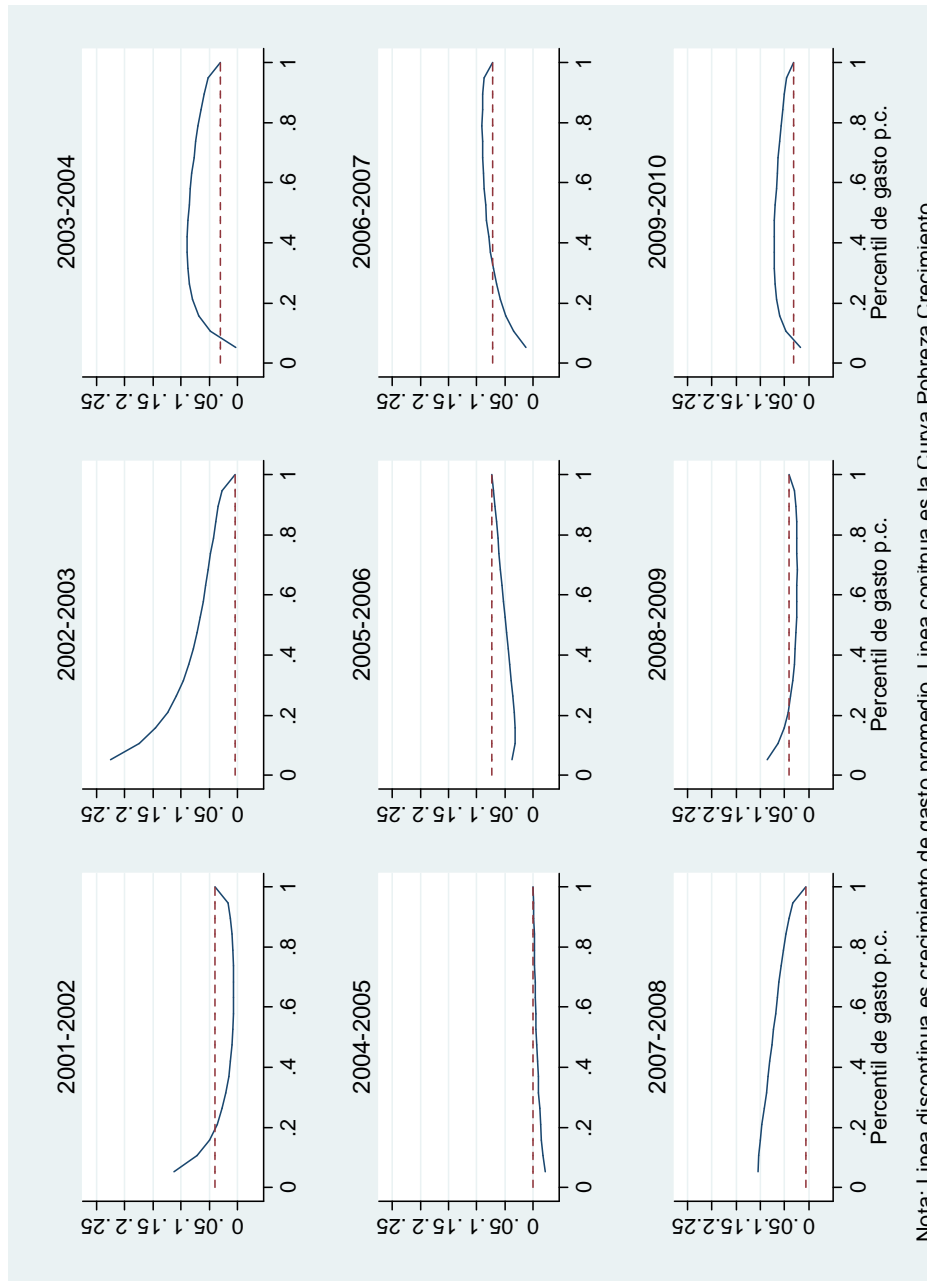 2001-2002 2002-2003 2003-2004
0 .05 .1 .15 .2 .25 0 .05 .1 .15 .2 .25 0 .05 .1 .15 .2 .25
0 .2 .4 .6 .8 1 0 .2 .4 .6 .8 1 0 .2 .4 .6 .8 1
2004-2005 2005-2006 2006-2007
0 .05 .1 .15 .2 .25 0 .05 .1 .15 .2 .25 0 .05 .1 .15 .2 .25
0 .2 .4 .6 .8 1 0 .2 .4 .6 .8 1 0 .2 .4 .6 .8 1
2007-2008 2008-2009 2009-2010
0 .05 .1 .15 .2 .25 0 .05 .1 .15 .2 .25 0 .05 .1 .15 .2 .25
0 .2 .4 .6 .8 1 0 .2 .4 .6 .8 1 0 .2 .4 .6 .8 1
Percentil de gasto p.c. Percentil de gasto p.c. Percentil de gasto p.c.
Nota: Linea discontinua es crecimiento de gasto promedio. Linea conitnua es la Curva Pobreza Crecimiento